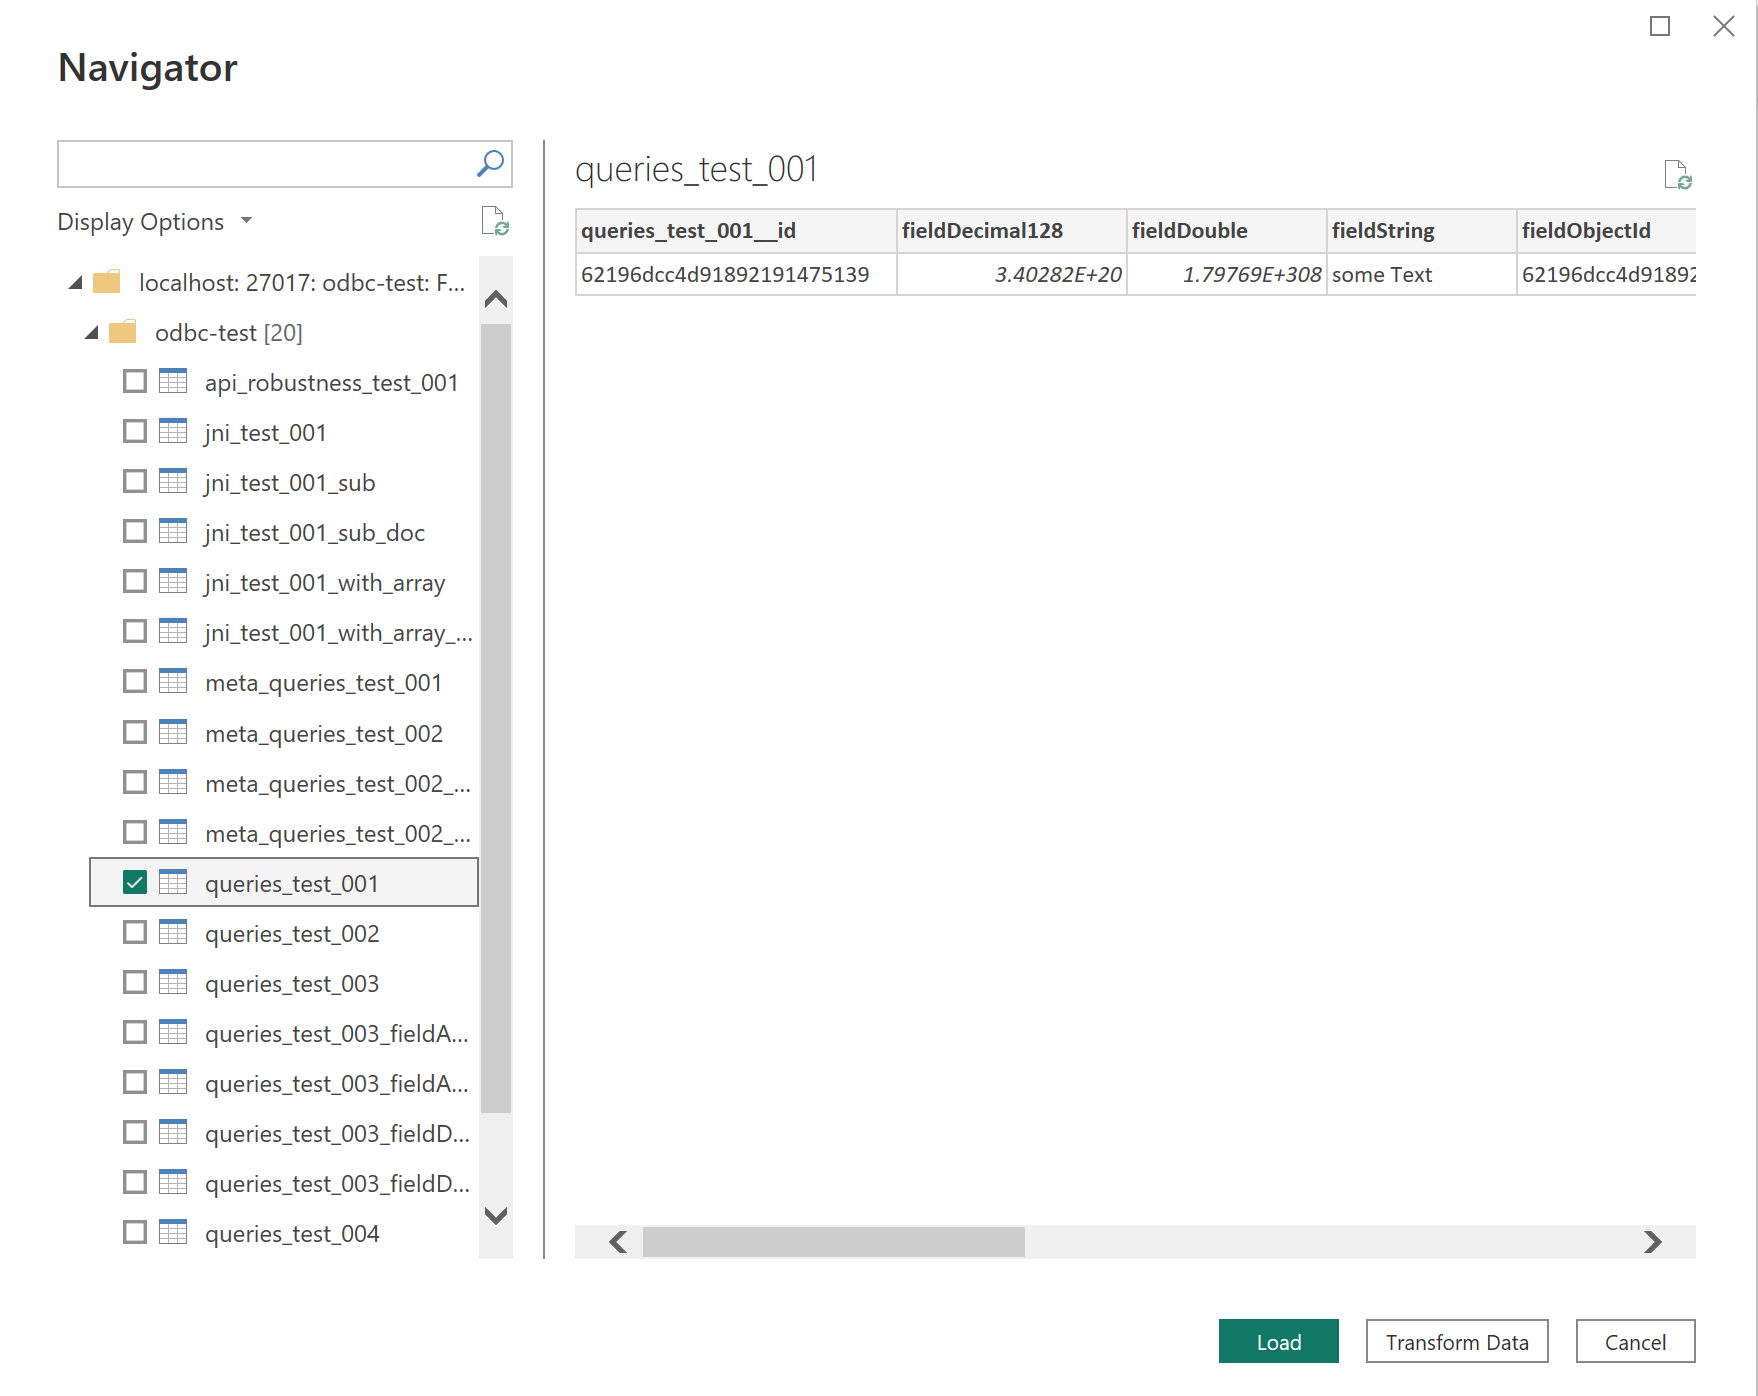 Navigator
Display Options
localhost: 27017: odbc-test: F...
odbc-test [20]
api_robustness_test_001
jni_test_001
jni_test_001_sub
jni_test_001_sub_doc
jni_test_001_with_array
jni_test_001_with_array_...
meta_queries_test_001
meta_queries_test_002
meta_queries_test_002_...
meta_queries_test_002_...
queries_test_001
queries_test_002
queries_test_003
queries_test_003_fieldA...
queries_test_003_fieldA...
queries_test_003_fieldD...
queries_test_003_fieldD...
queries_test_004
queries_test_001
queries_test_001__id fieldDecimal128 fieldDouble fieldString fieldObjectId
62196dcc4d91892191475139 3.40282E+20 1.79769E+308 some Text 62196dcc4d91892
Load Transform Data Cancel